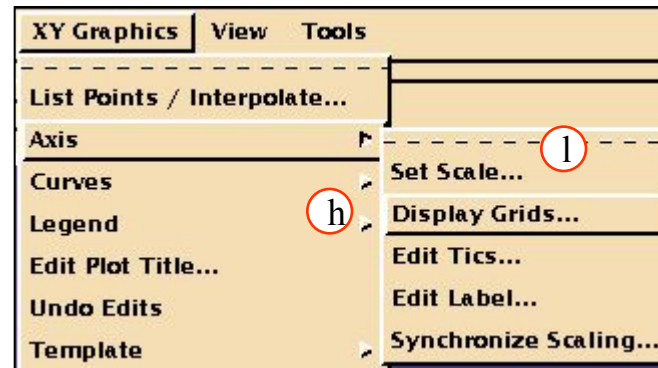 XY Graphics View Tools
List Points / Interpolate...
Axis
Curves
Legend
Edit Plot Title...
Undo Edits
Template
l
Set Scale...
h
Display Grids...
Edit Tics...
Edit Label...
Synchronize Scaling...